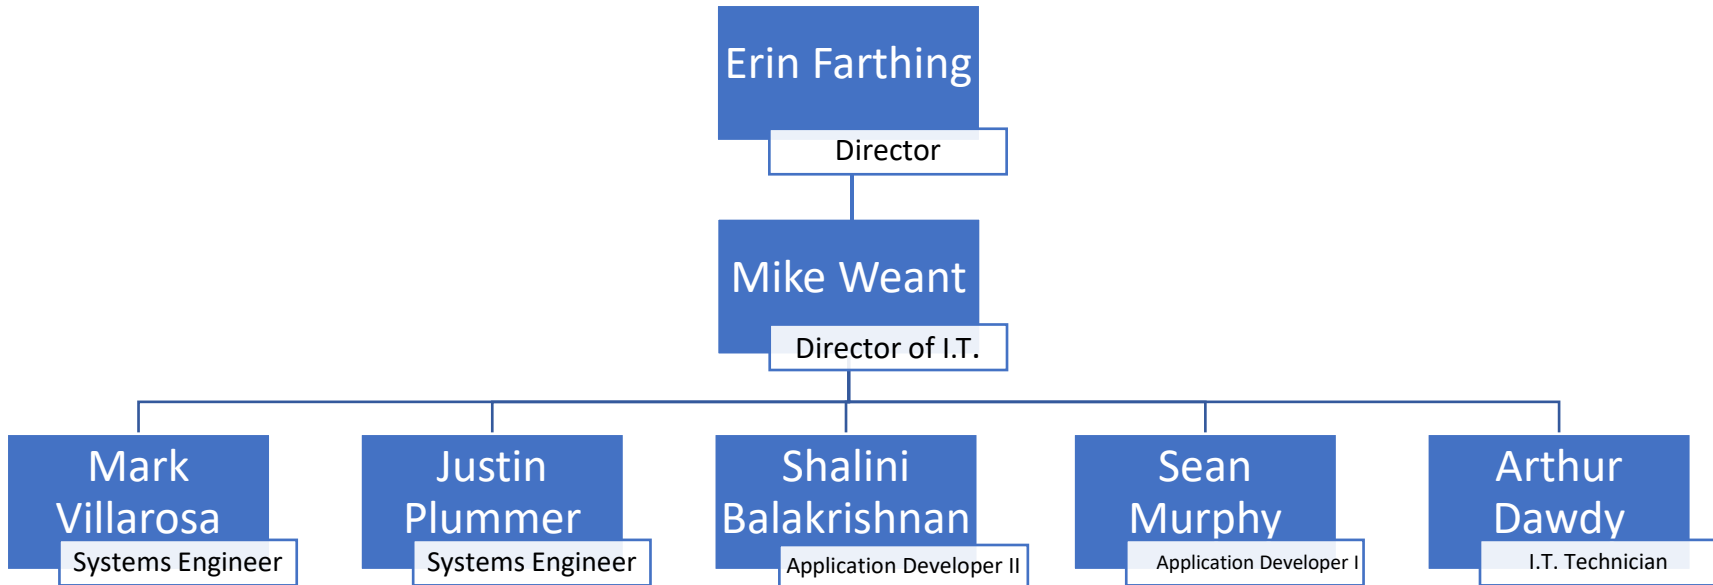 Erin Farthing
Director
Mike Weant
Director of I.T.
Mark
Villarosa
Systems Engineer
Justin
Plummer
Systems Engineer
Shalini
Balakrishnan
Application Developer II
Sean
Murphy
Application Developer I
Arthur
Dawdy
I.T. Technician